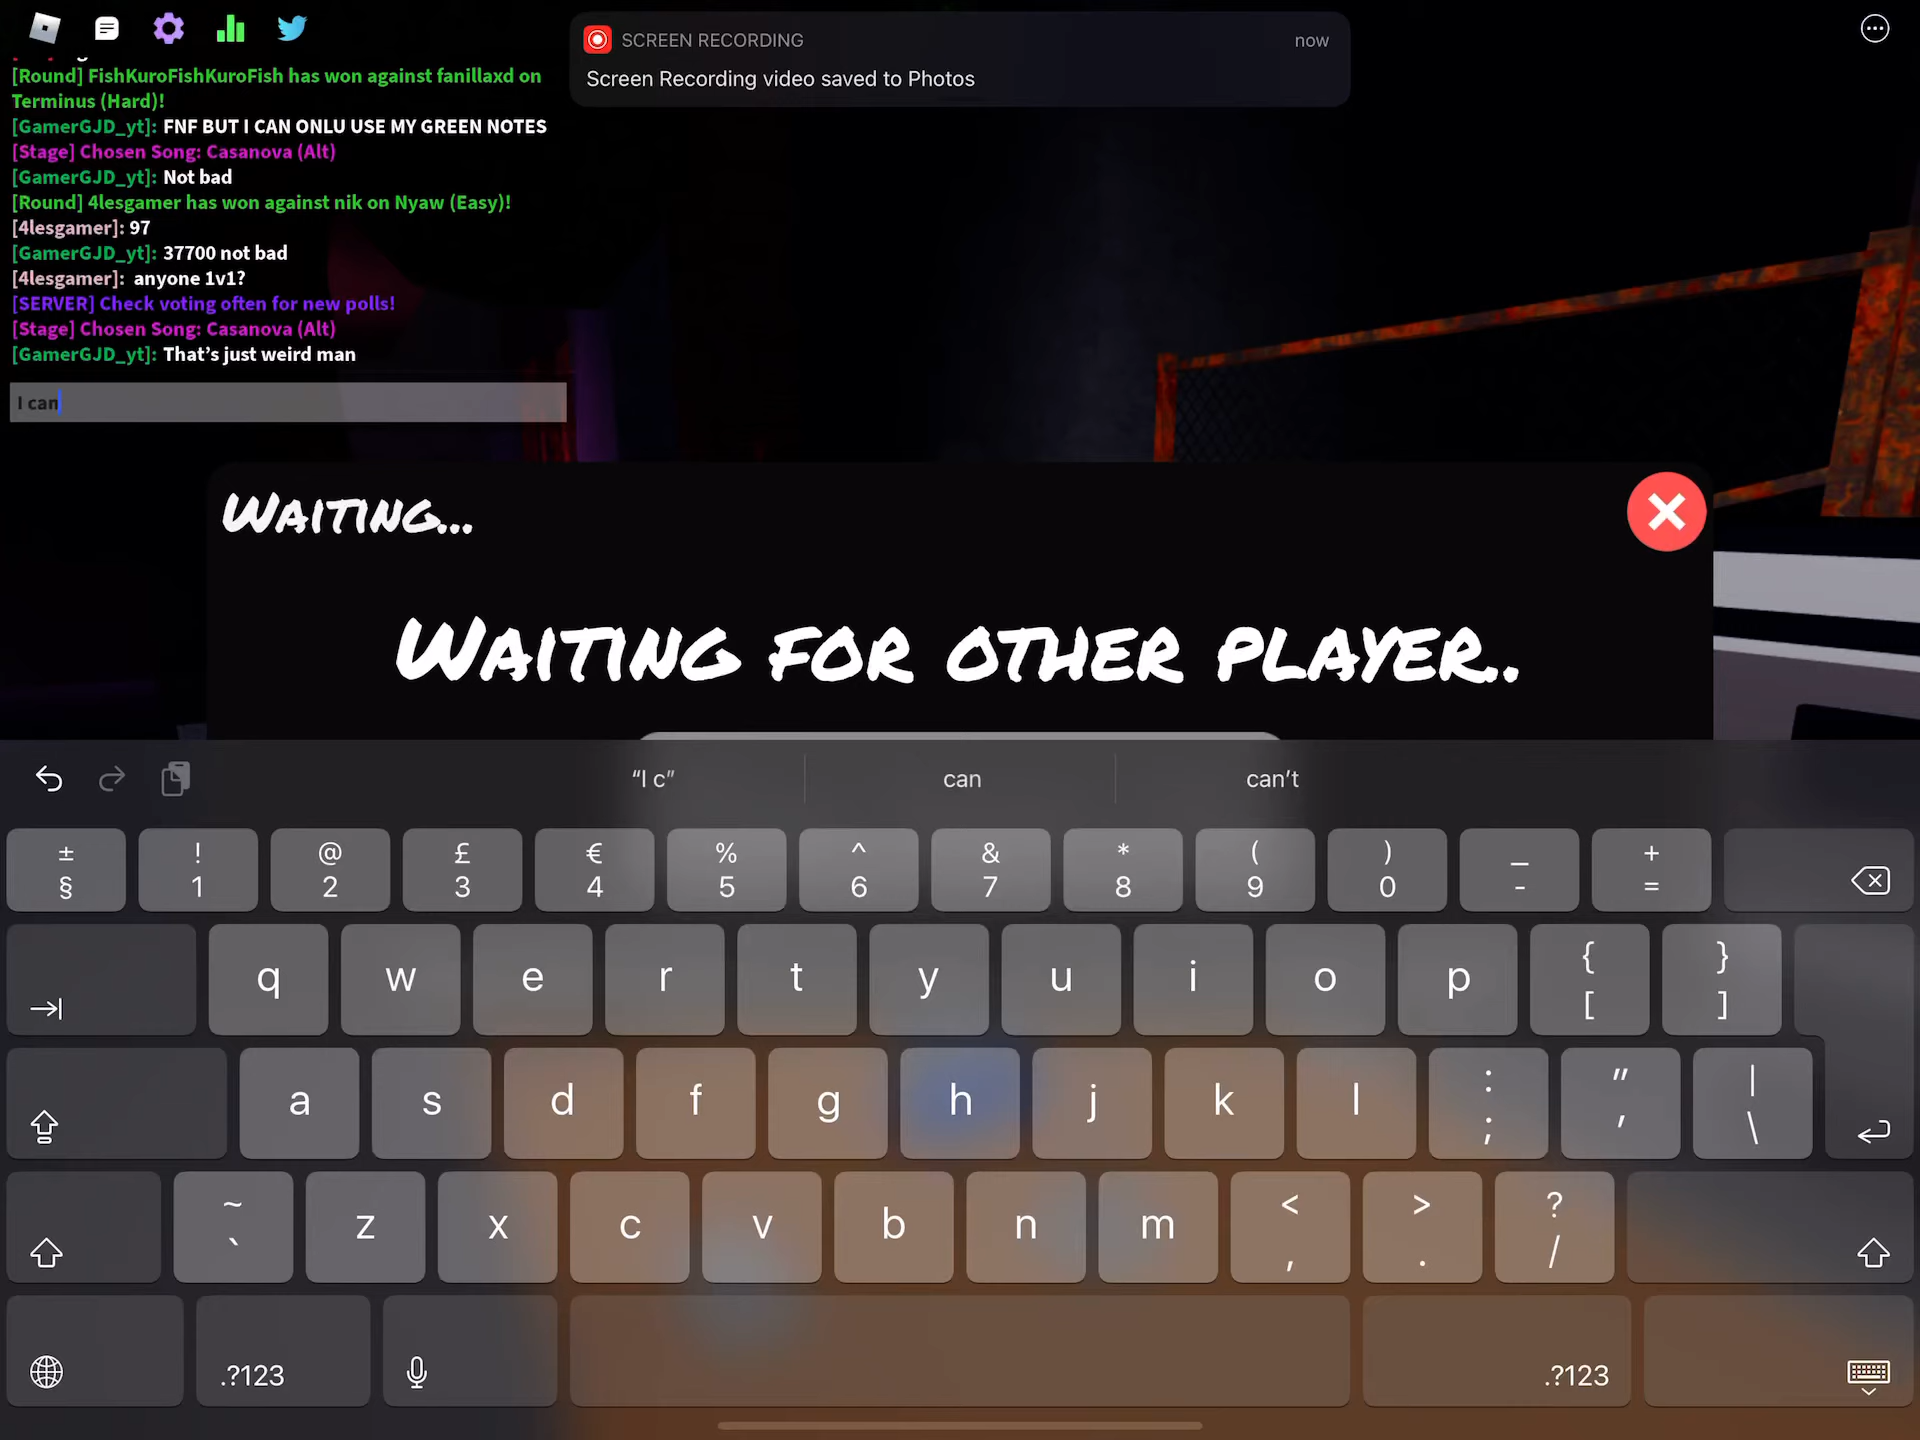 SCREEN RECORDING
now
Screen Recording video saved to Photos
[Round] FishKuroFishKuroFish has won against fanillaxd on
Terminus (Hard)!
[GamerGJD_yt]: FNF BUT I CAN ONLU USE MY GREEN NOTES
[Stage] Chosen Song: Casanova (Alt)
[GamerGJD_yt]: Not bad
[Round] 4lesgamer has won against nik on Nyaw (Easy)!
[4lesgamer]: 97
[GamerGJD_yt]: 37700 not bad
[4lesgamer]: anyone 1v1?
[SERVER] Check voting often for new polls!
[Stage] Chosen Song: Casanova (Alt)
[GamerGJD_yt]: That’s just weird man
I can
WAITING...
WAITING FOR OTHER PLAYER..
“I c” can can’t
± ! @ £ € % ^ & * ( ) _ +
§ 1 2 3 4 5 6 7 8 9 0 - =
q w e r t y u i o p { }
[ ]
a s d f g h j k l : " |
; ' \
~ z x c v b n m < > ?
` , . /
.?123 .?123